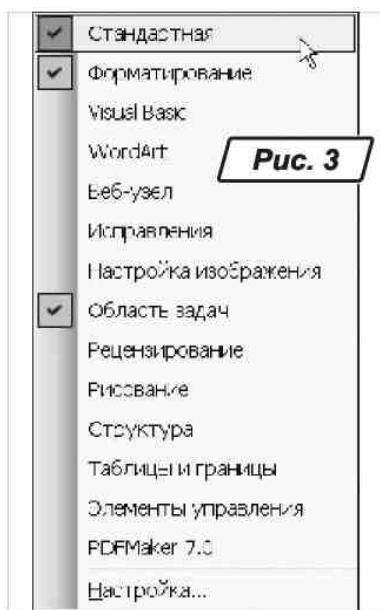 Стандартная
Форматирование
Visual Basic
WordArt
Рис. 3
Веб-узел
Исправления
Настройка изображения
Область задач
Рецензирование
Рисование
Структура
Таблицы и границы
Элементы управления
PDFMaker 7.0
Настройка...